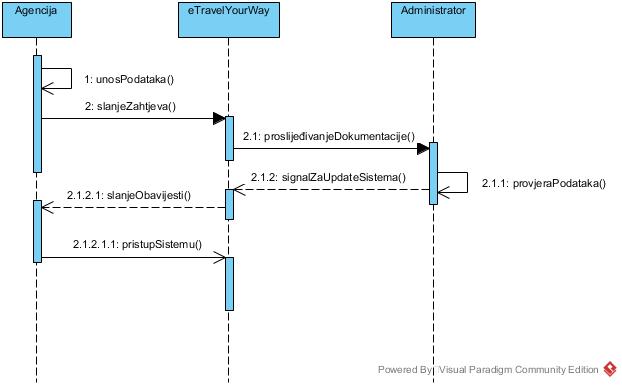 Agencija
eTravelYourWay
Administrator
1: unosPodataka()
2: slanjeZahtjeva()
2.1: proslijeđivanjeDokumentacije()
2.1.1: provjeraPodataka()
2.1.2: signalZaUpdateSistema()
2.1.2.1: slanjeObavijesti()
2.1.2.1.1: pristupSistemu()
Powered By: Visual Paradigm Community Edition